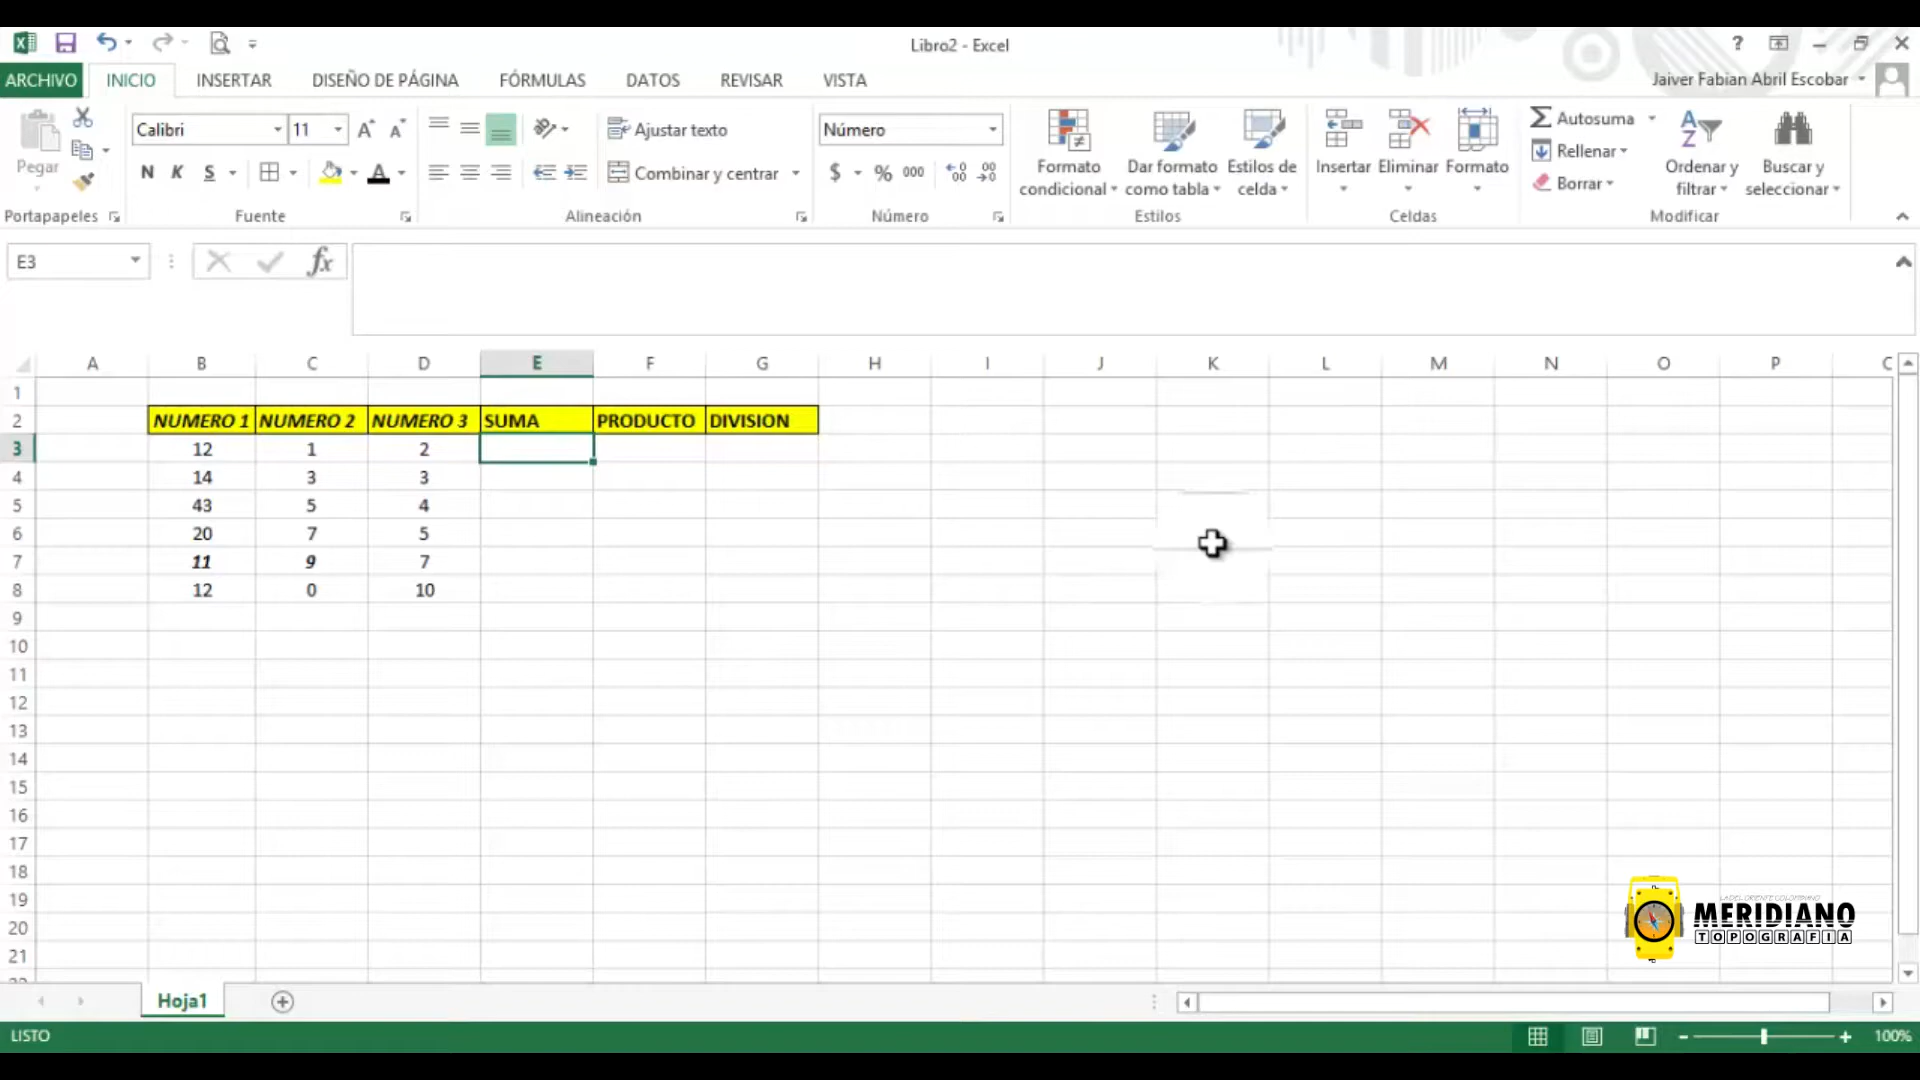 Libro2 - Excel
?
ARCHIVO INICIO INSERTAR DISEÑO DE PÁGINA FÓRMULAS DATOS REVISAR VISTA Jaiver Fabian Abril Escobar
Calibri 11 Ajustar texto Número Autosuma
Pegar Formato Dar formato Estilos de Insertar Eliminar Formato Rellenar Ordenar y Buscar y
N K S A Combinar y centrar $ % 000 condicional como tabla celda Borrar filtrar seleccionar
Portapapeles Fuente Alineación Número Estilos Celdas Modificar
E3 fx
A B C D E F G H I J K L M N O P
1
2 NUMERO 1 NUMERO 2 NUMERO 3 SUMA PRODUCTO DIVISION
3 12 1 2
4 14 3 3
5 43 5 4
6 20 7 5
7 11 9 7
8 12 0 10
9
10
11
12
13
14
15
16
17
18
19
20
21
MERIDIANO
TOPOGRAFIA
Hoja1
LISTO 100%